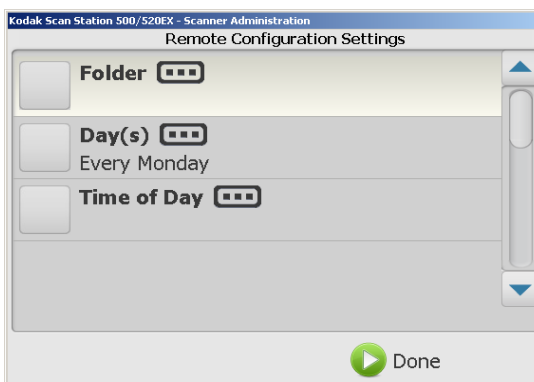 Kodak Scan Station 500/520EX - Scanner Administration
Remote Configuration Settings
Folder
Day(s)
Every Monday
Time of Day
Done